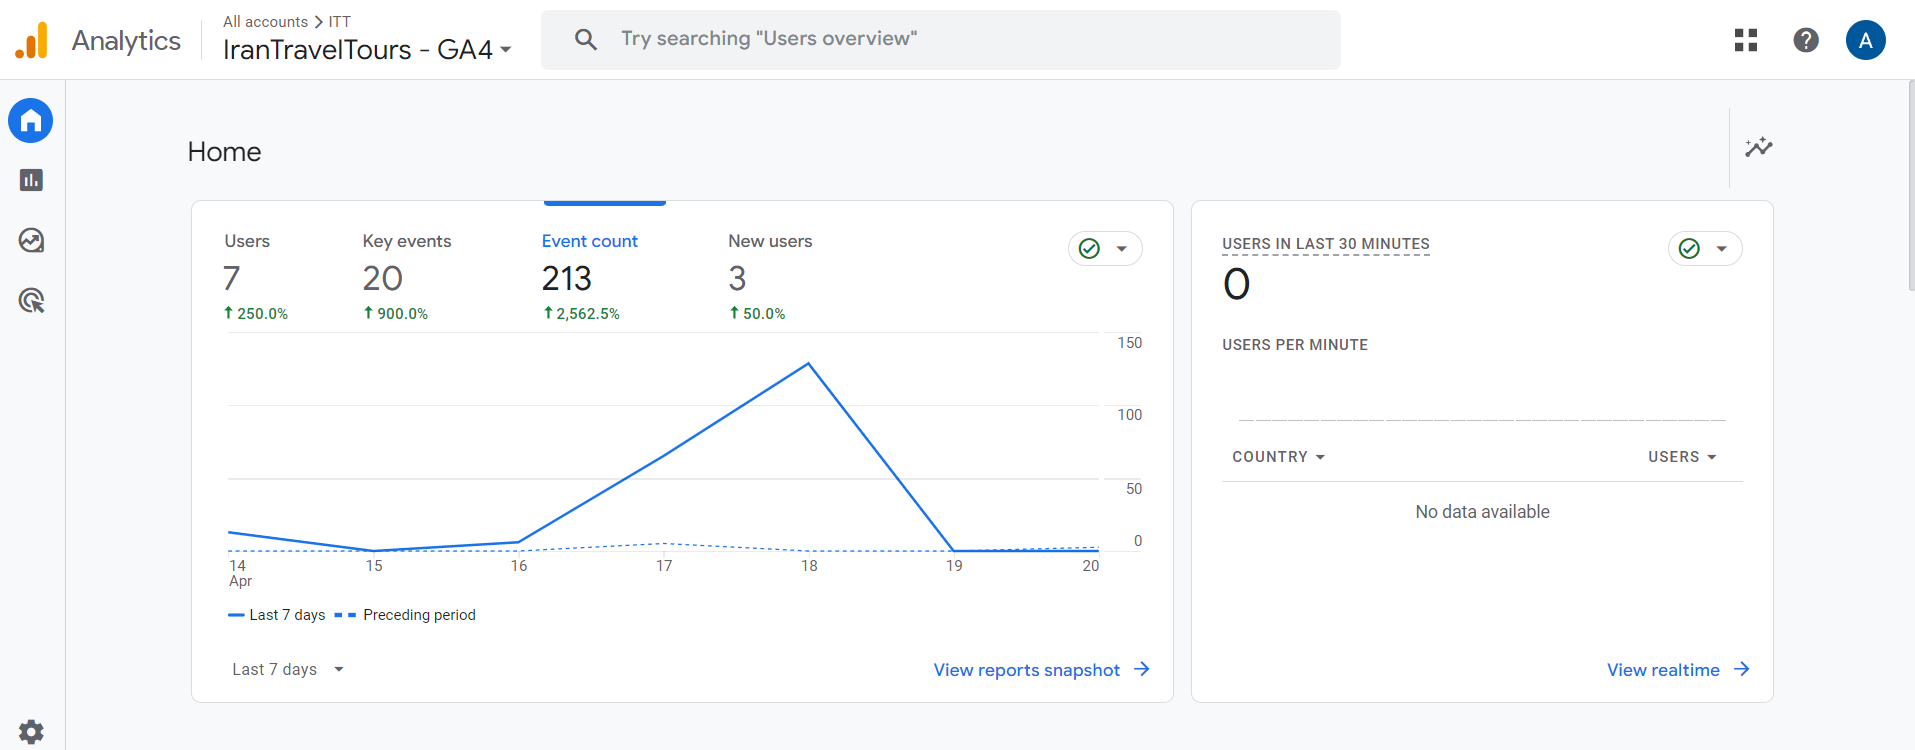 Analytics
All accounts > ITT
IranTravelTours - GA4
Try searching "Users overview"
A
Home
Users
7
250.0%
Key events
20
900.0%
Event count
213
2,562.5%
New users
3
50.0%
150
100
50
0
14
Apr
15
16
17
18
19
20
Last 7 days
Preceding period
Last 7 days
View reports snapshot
USERS IN LAST 30 MINUTES
0
USERS PER MINUTE
COUNTRY
USERS
No data available
View realtime